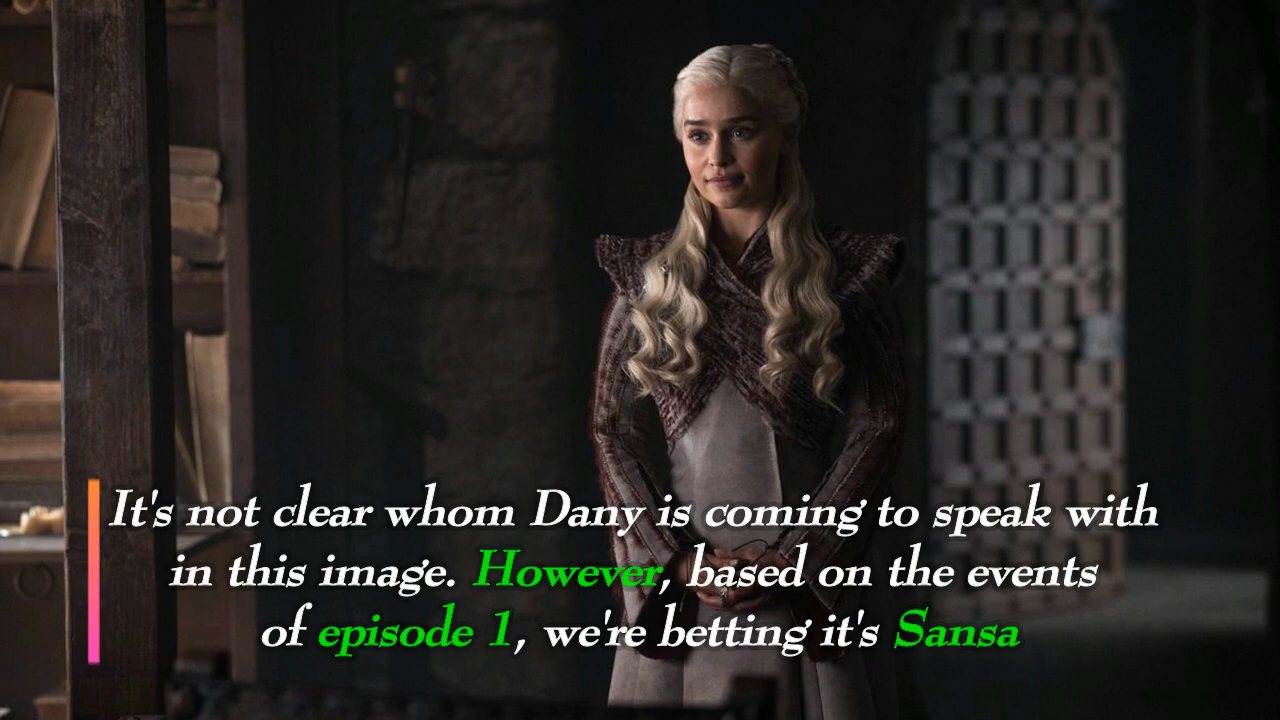 It's not clear whom Dany is coming to speak with
in this image. However, based on the events
of episode 1, we're betting it's Sansa